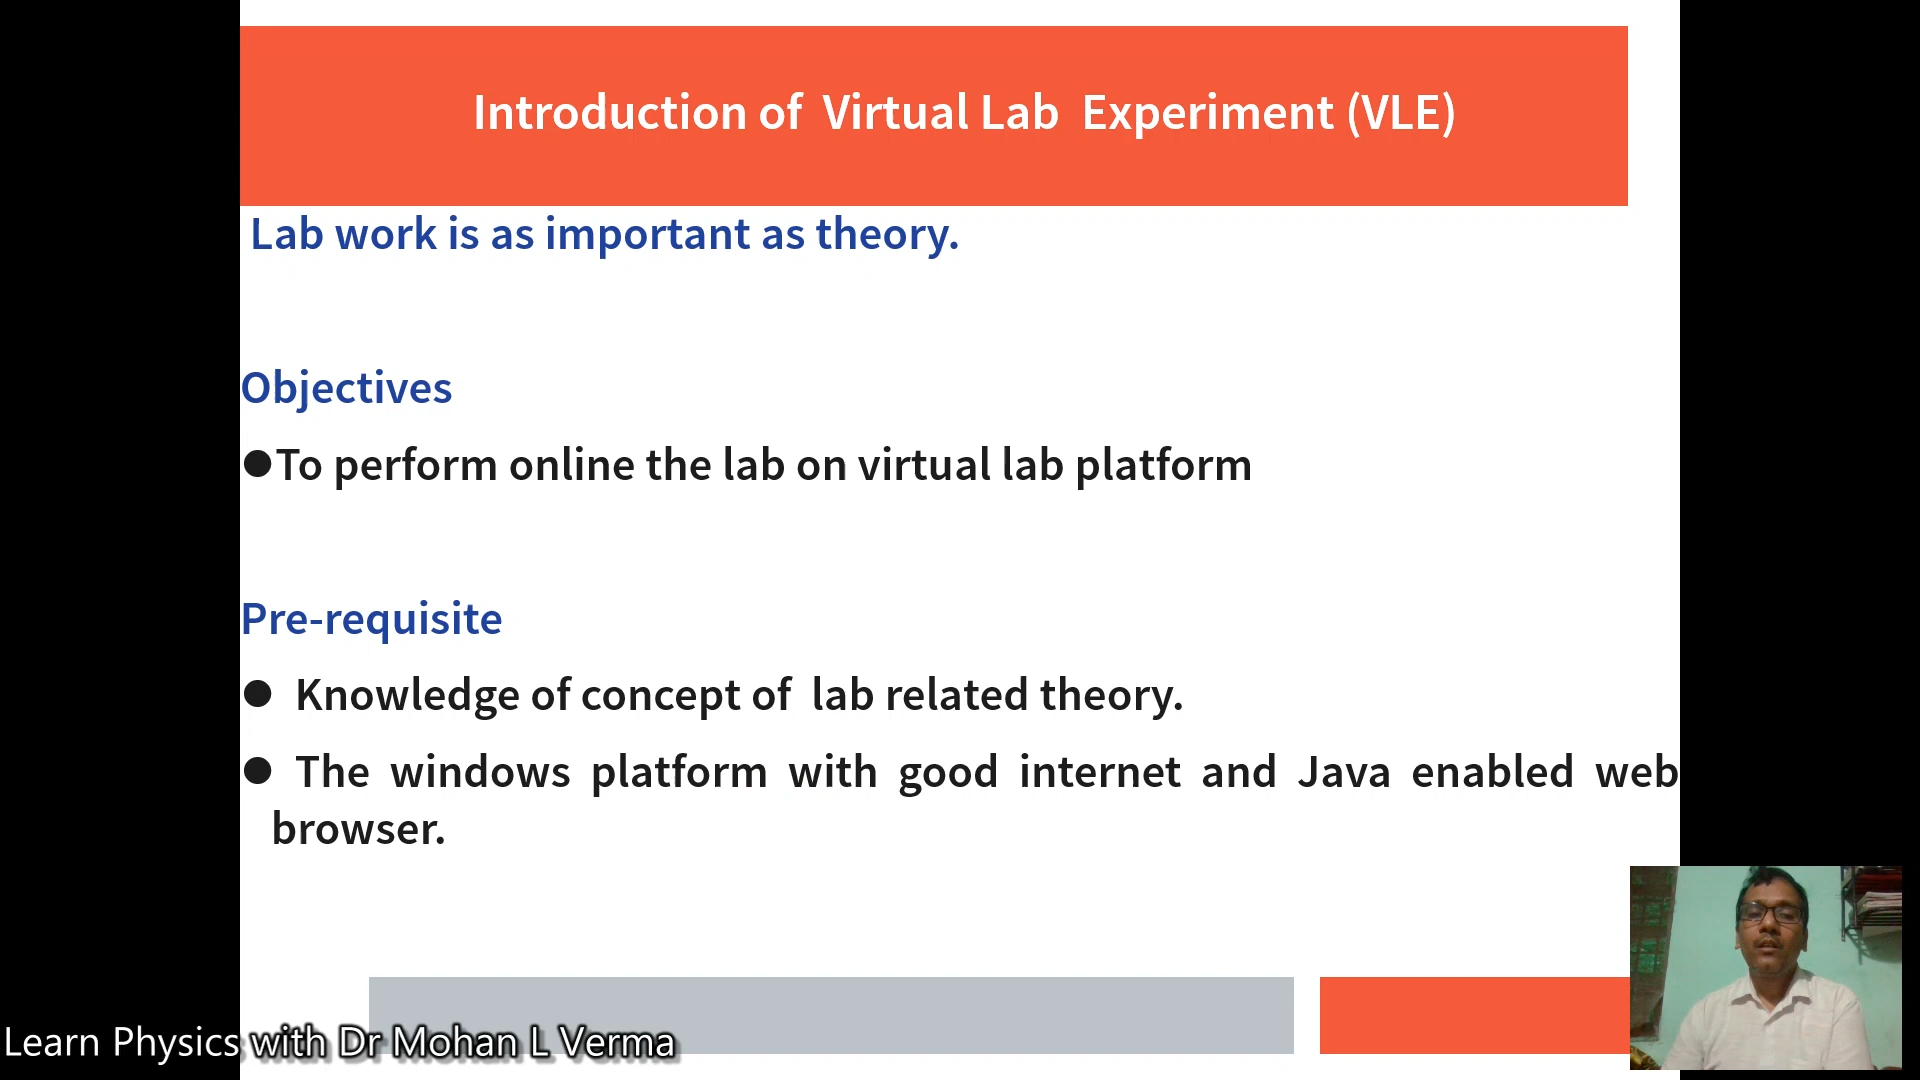 Introduction of Virtual Lab Experiment (VLE)
Lab work is as important as theory.
Objectives
●To perform online the lab on virtual lab platform
Pre-requisite
● Knowledge of concept of lab related theory.
● The windows platform with good internet and Java enabled web
browser.
Learn Physics with Dr Mohan L Verma